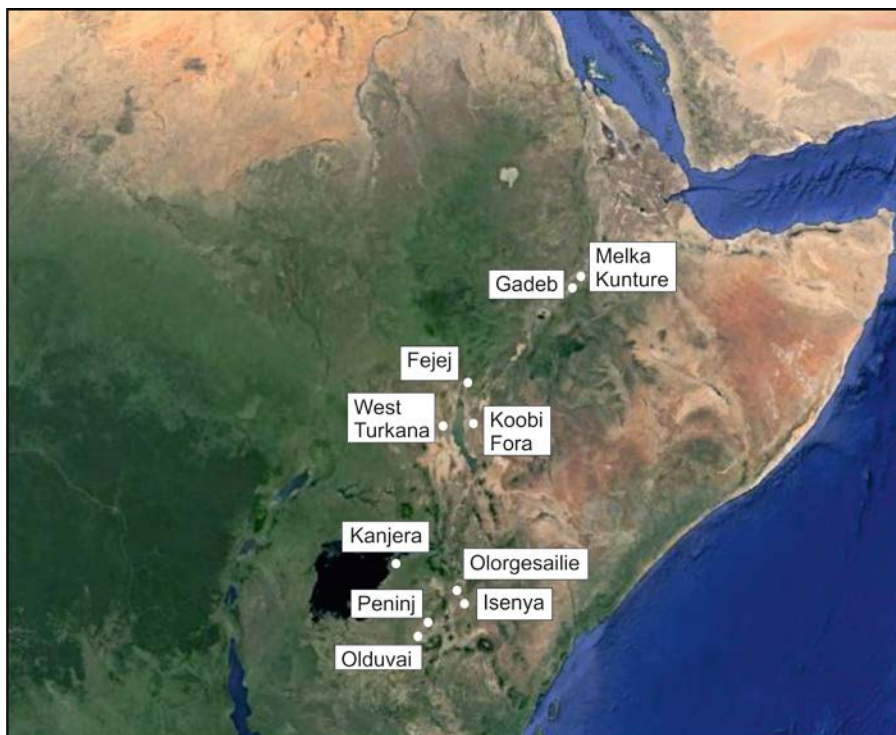 Melka
Kunture
Gadeb
Fejej
West
Turkana
Koobi
Fora
Kanjera
Olorgesailie
Isenya
Peninj
Olduvai